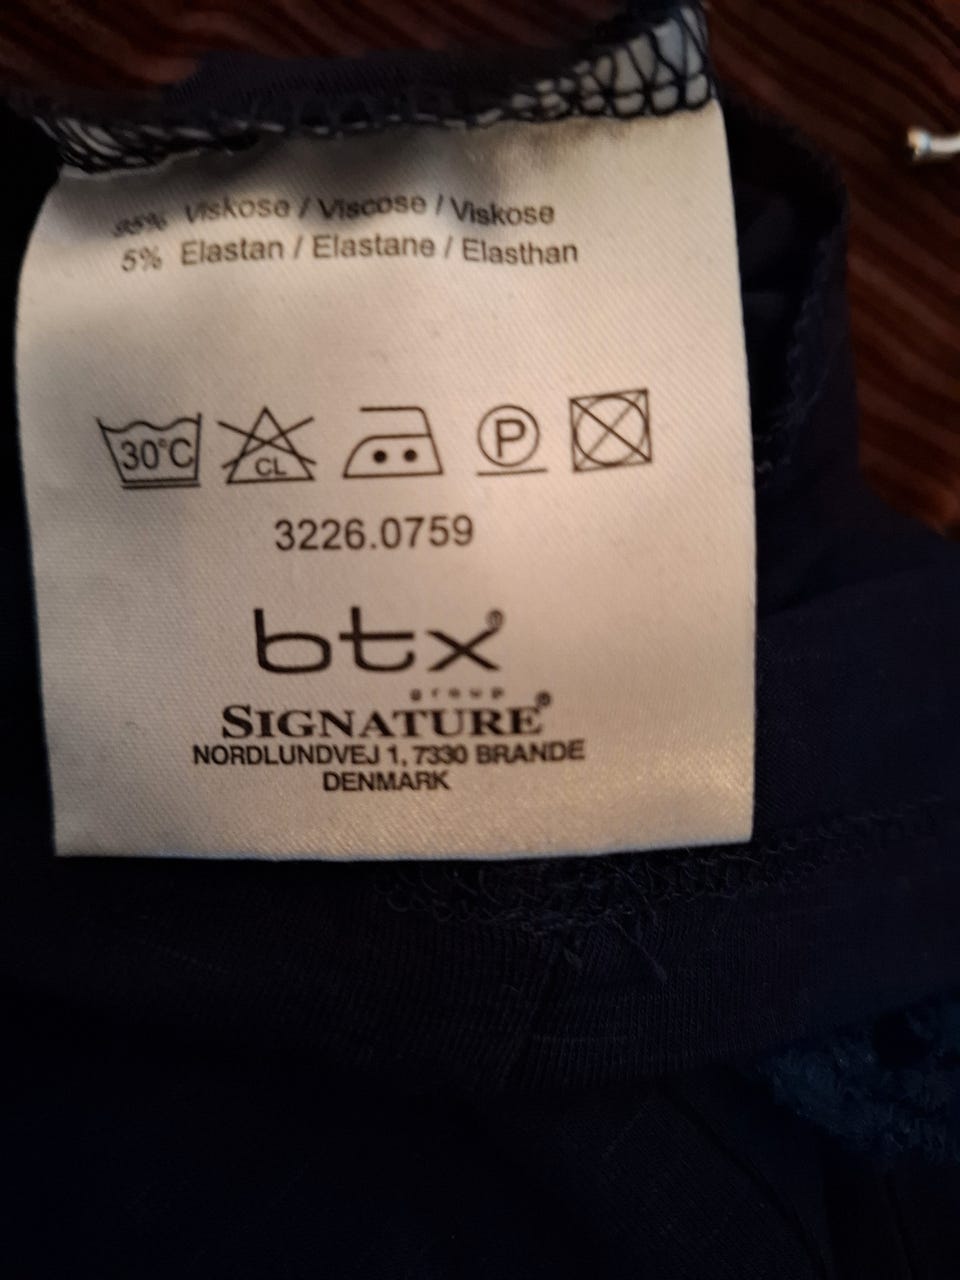 95% Viskose / Viscose / Viskose
5% Elastan / Elastane / Elasthan
30°C CL P
3226.0759
btx®
group
SIGNATURE®
NORDLUNDVEJ 1, 7330 BRANDE
DENMARK